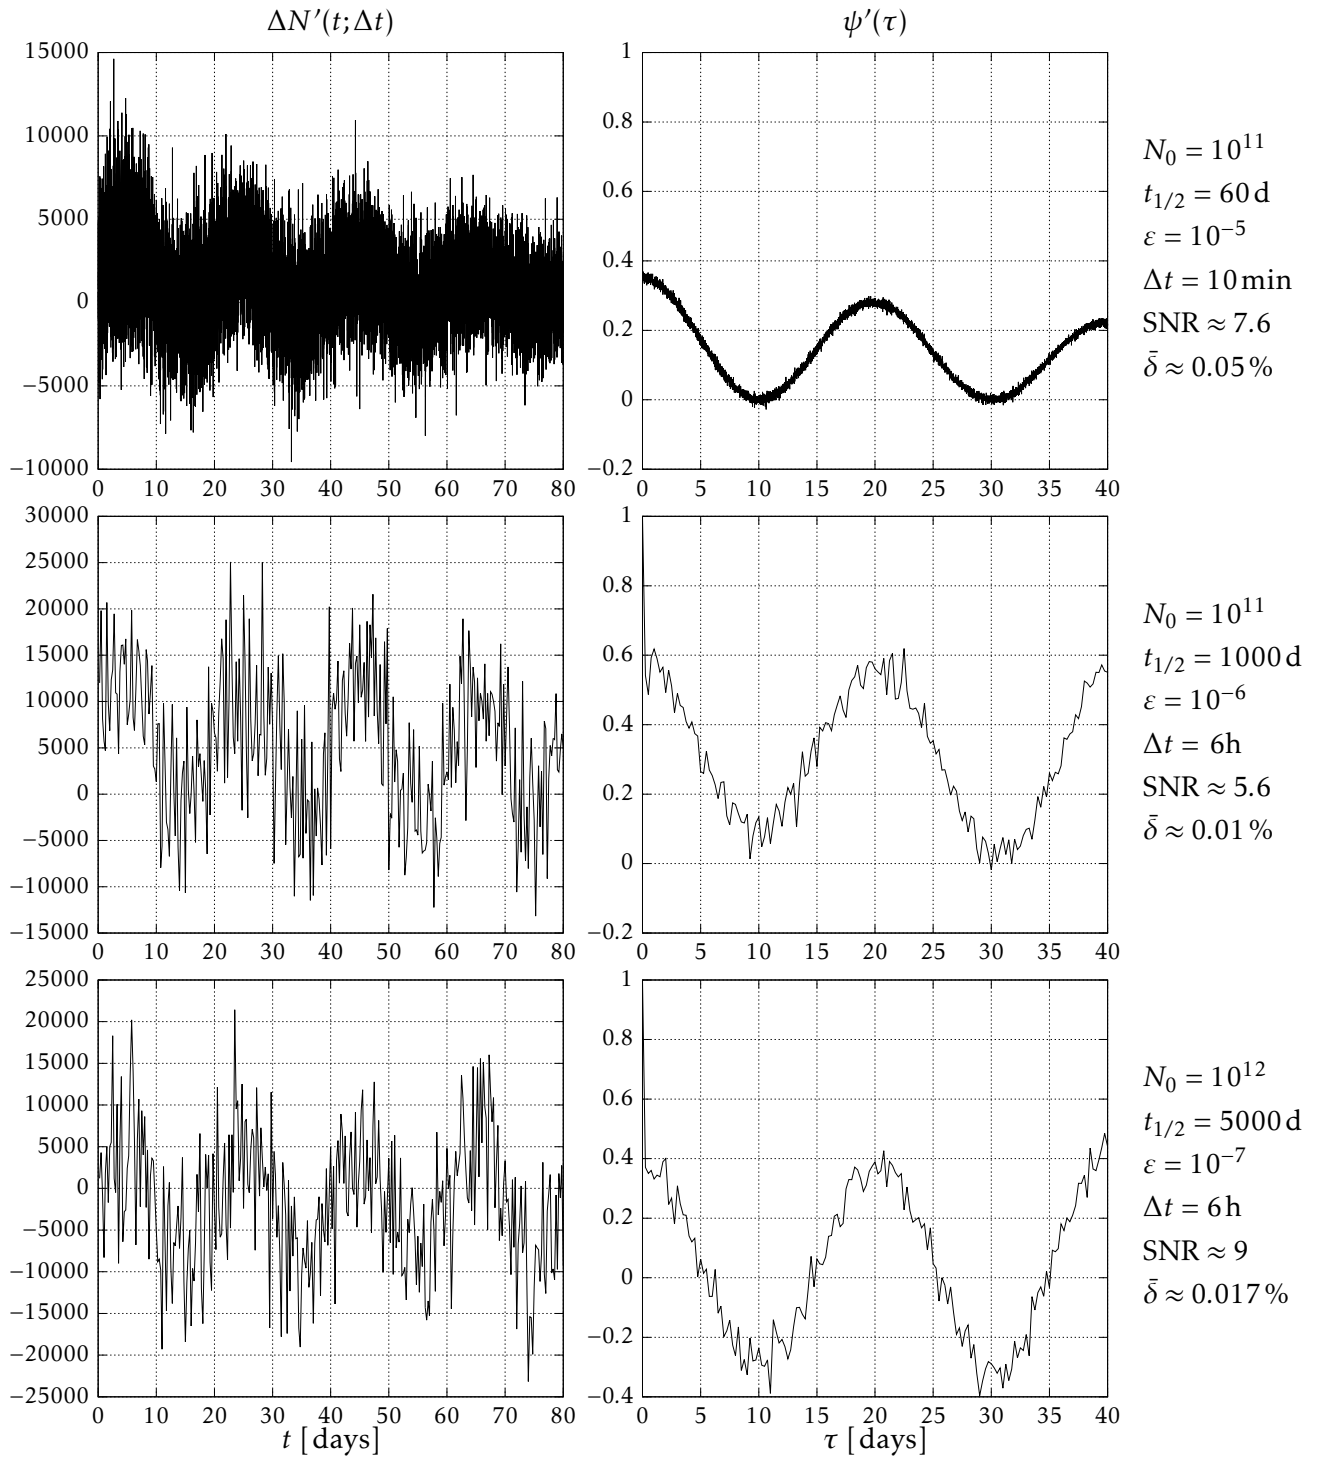 ΔN’(t;Δt)
ψ’(τ)
15000
10000
5000
0
−5000
−10000
0 10 20 30 40 50 60 70 80
1
0.8
0.6
0.4
0.2
0
−0.2
0 5 10 15 20 25 30 35 40
N₀ = 10¹¹
t₁/₂ = 60 d
ε = 10⁻⁵
Δt = 10 min
SNR ≈ 7.6
δ̄ ≈ 0.05 %
30000
25000
20000
15000
10000
5000
0
−5000
−10000
−15000
0 10 20 30 40 50 60 70 80
1
0.8
0.6
0.4
0.2
0
−0.2
0 5 10 15 20 25 30 35 40
N₀ = 10¹¹
t₁/₂ = 1000 d
ε = 10⁻⁶
Δt = 6h
SNR ≈ 5.6
δ̄ ≈ 0.01 %
25000
20000
15000
10000
5000
0
−5000
−10000
−15000
−20000
−25000
0 10 20 30 40 50 60 70 80
t [days]
1
0.8
0.6
0.4
0.2
0
−0.2
−0.4
0 5 10 15 20 25 30 35 40
τ [days]
N₀ = 10¹²
t₁/₂ = 5000 d
ε = 10⁻⁷
Δt = 6 h
SNR ≈ 9
δ̄ ≈ 0.017 %